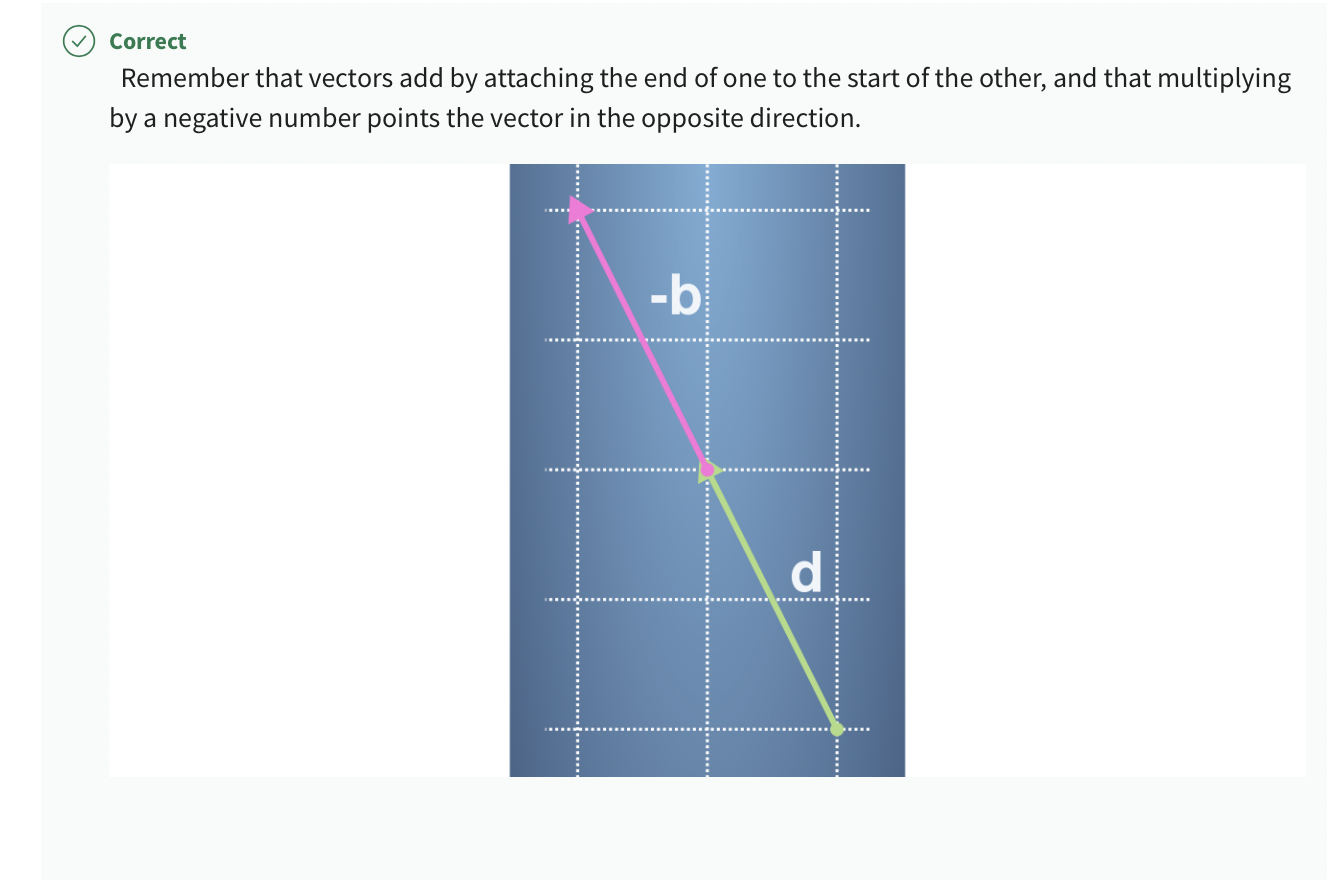 Correct
Remember that vectors add by attaching the end of one to the start of the other, and that multiplying
by a negative number points the vector in the opposite direction.
-b
d